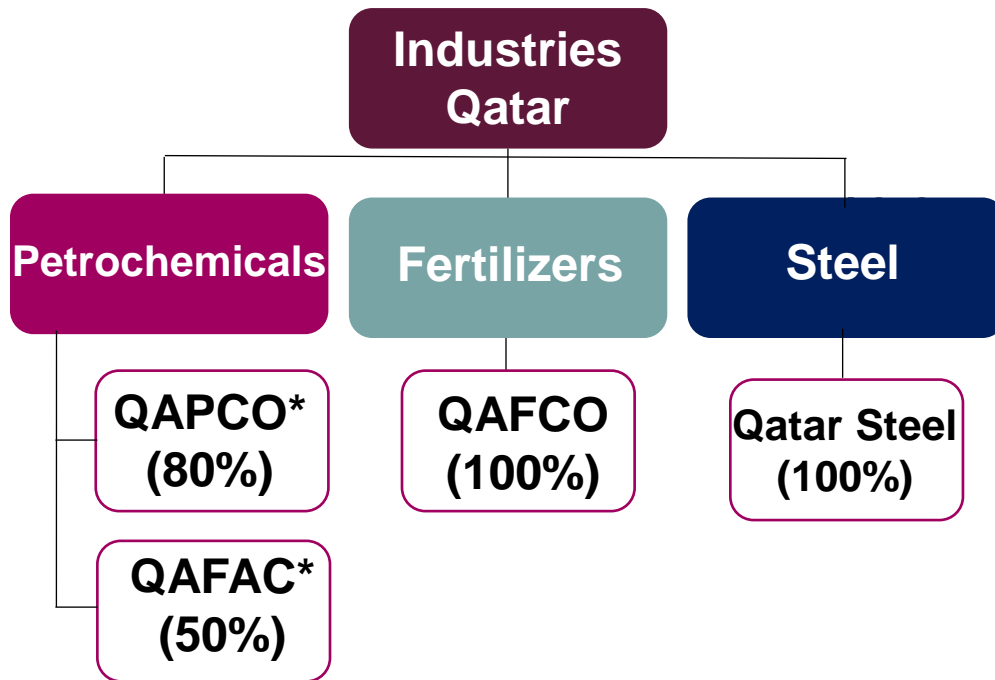 Industries
Qatar
Petrochemicals
Fertilizers
Steel
QAPCO*
(80%)
QAFCO
(100%)
Qatar Steel
(100%)
QAFAC*
(50%)